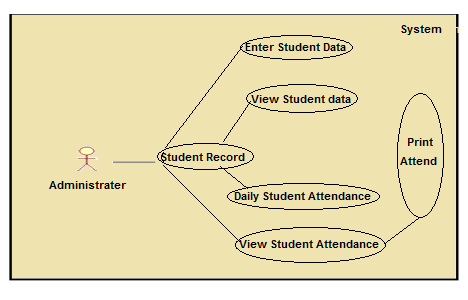 System
Enter Student Data
View Student data
Print
Attend
Student Record
Administrater
Daily Student Attendance
View Student Attendance